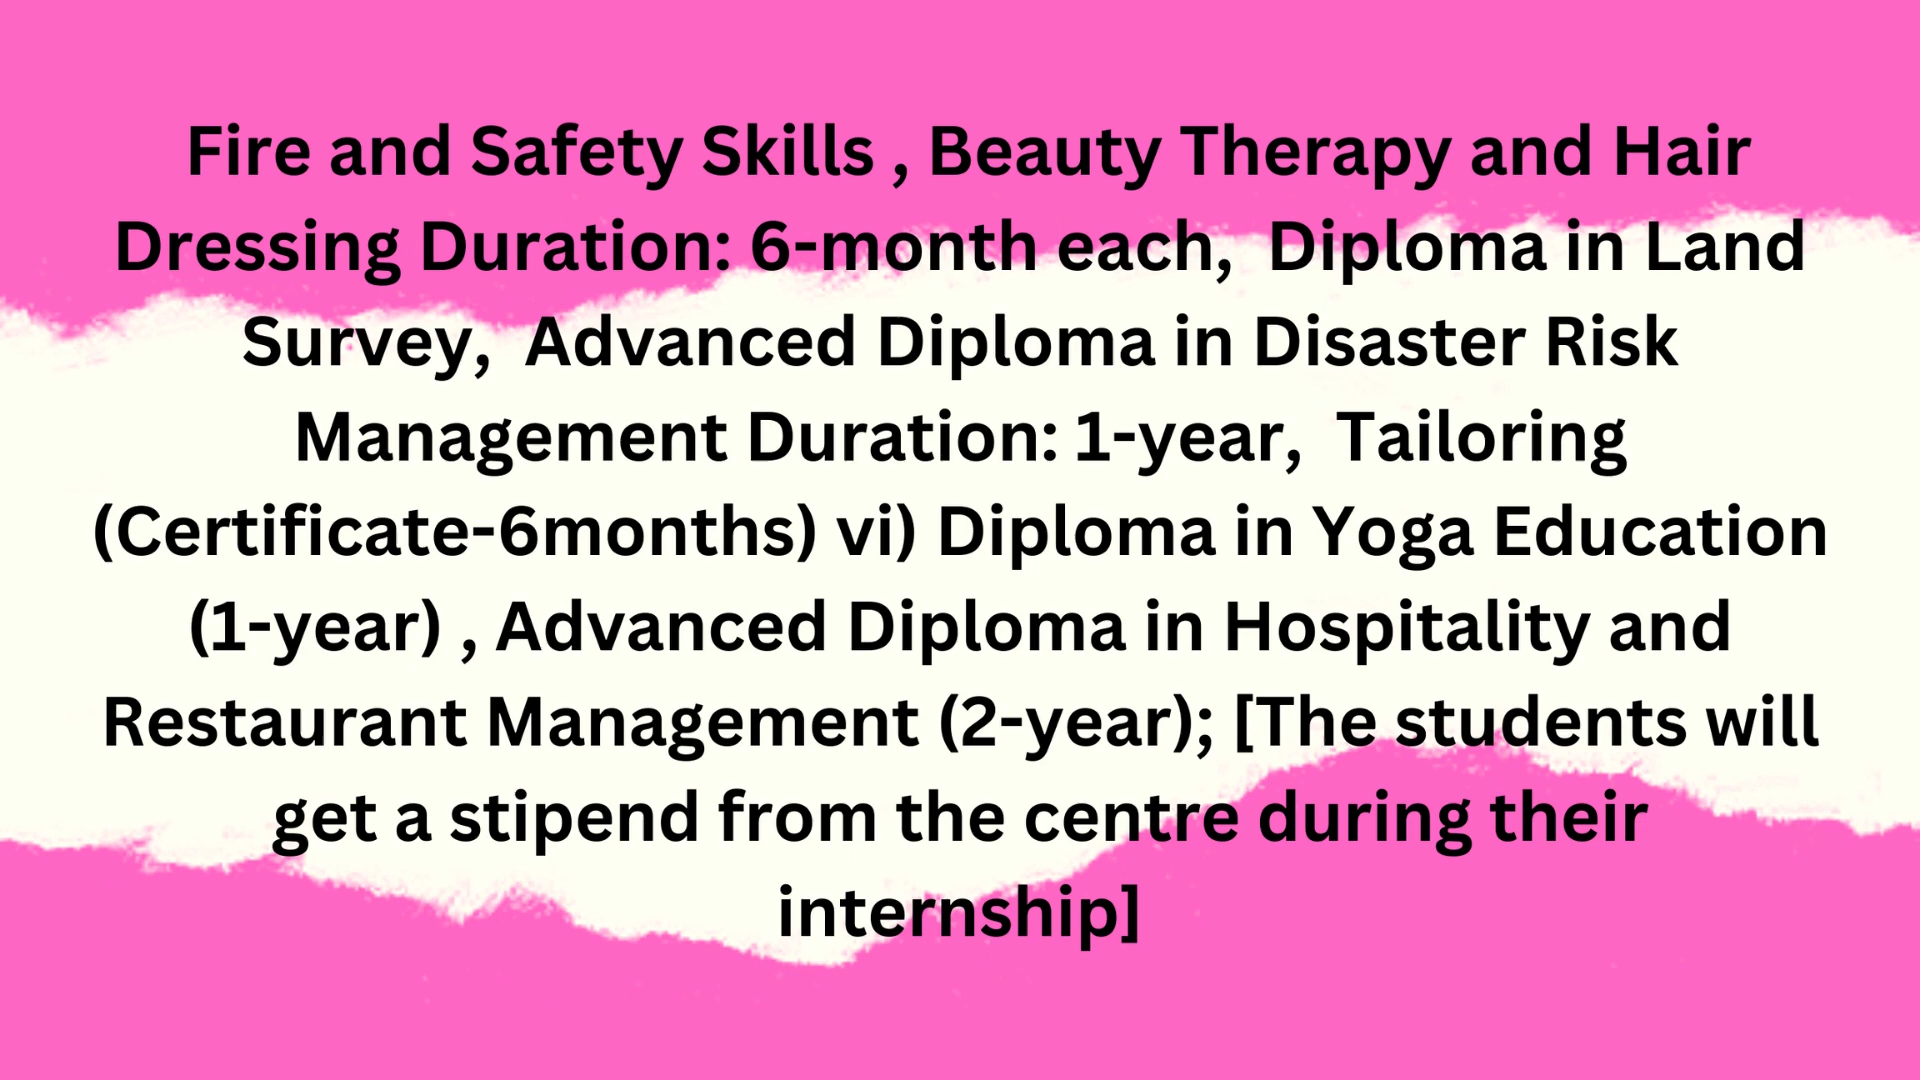 Fire and Safety Skills , Beauty Therapy and Hair
Dressing Duration: 6-month each,  Diploma in Land
Survey,  Advanced Diploma in Disaster Risk
Management Duration: 1-year,  Tailoring
(Certificate-6months) vi) Diploma in Yoga Education
(1-year) , Advanced Diploma in Hospitality and
Restaurant Management (2-year); [The students will
get a stipend from the centre during their
internship]